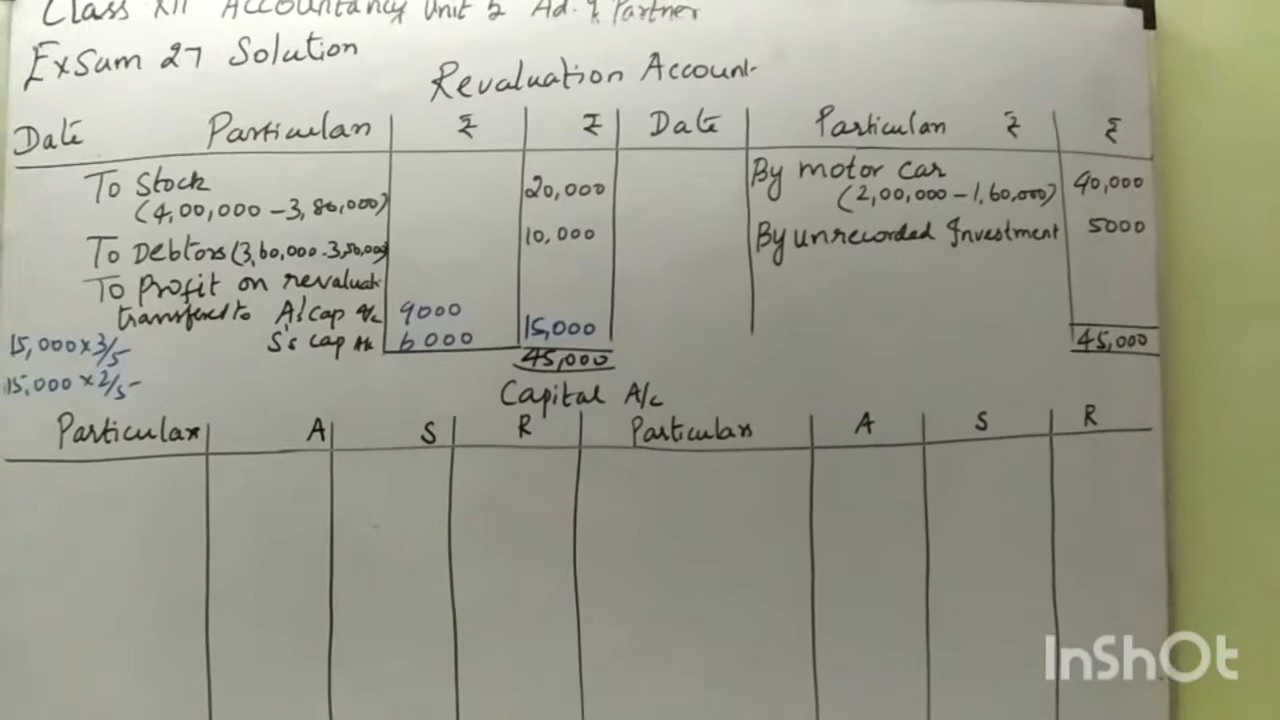 Class XII Accountancy Unit 2 Ad. of Partner
ExSum 27 Solution
Revaluation Account
Date Particulars ₹ ₹ Date Particulars ₹ ₹
To Stock 20,000 By motor car 40,000
(4,00,000 - 3,80,000) (2,00,000 - 1,60,000)
To Debtors (3,60,000 - 3,50,000) 10,000 By unrecorded Investment 5000
To Profit on revaluati
transfered to A's cap A/c 9000 15,000
15,000 × 3/5 S's cap A/c 6000 45,000
45,000
15,000 × 2/5
Capital A/c
Particulars A S R Particulars A S R
InShOt